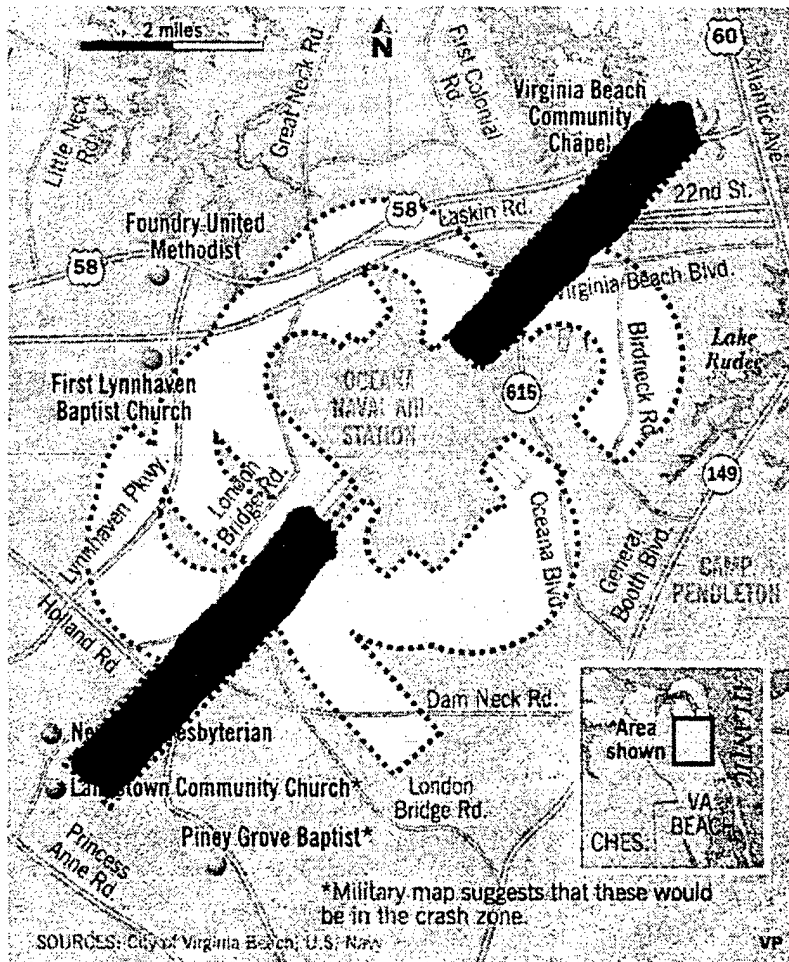 2 miles
N
60
Little Neck
Rd.
Great Neck Rd.
First Colonial
Rd
Atlantic Ave.
Virginia Beach
Community
Chapel
58
Laskin Rd.
22nd St.
Foundry United
Methodist
58
Virginia Beach Blvd.
Birdneck Rd.
Lake
Rudee
First Lynnhaven
Baptist Church
OCEANA
NAVAL AIR
STATION
615
149
Lynnhaven Pkwy.
London
Bridge Rd.
Oceana Blvd.
General
Booth Blvd.
CAMP
PENDLETON
Holland Rd.
Dam Neck Rd.
esbyterian
Community Church*
London
Bridge Rd.
Piney Grove Baptist*
Princess
Anne Rd.
Area
shown
ATLANTIC
VA
BEACH
CHES.
*Military map suggests that these would
be in the crash zone.
SOURCES: City of Virginia Beach; U.S. Navy
VP